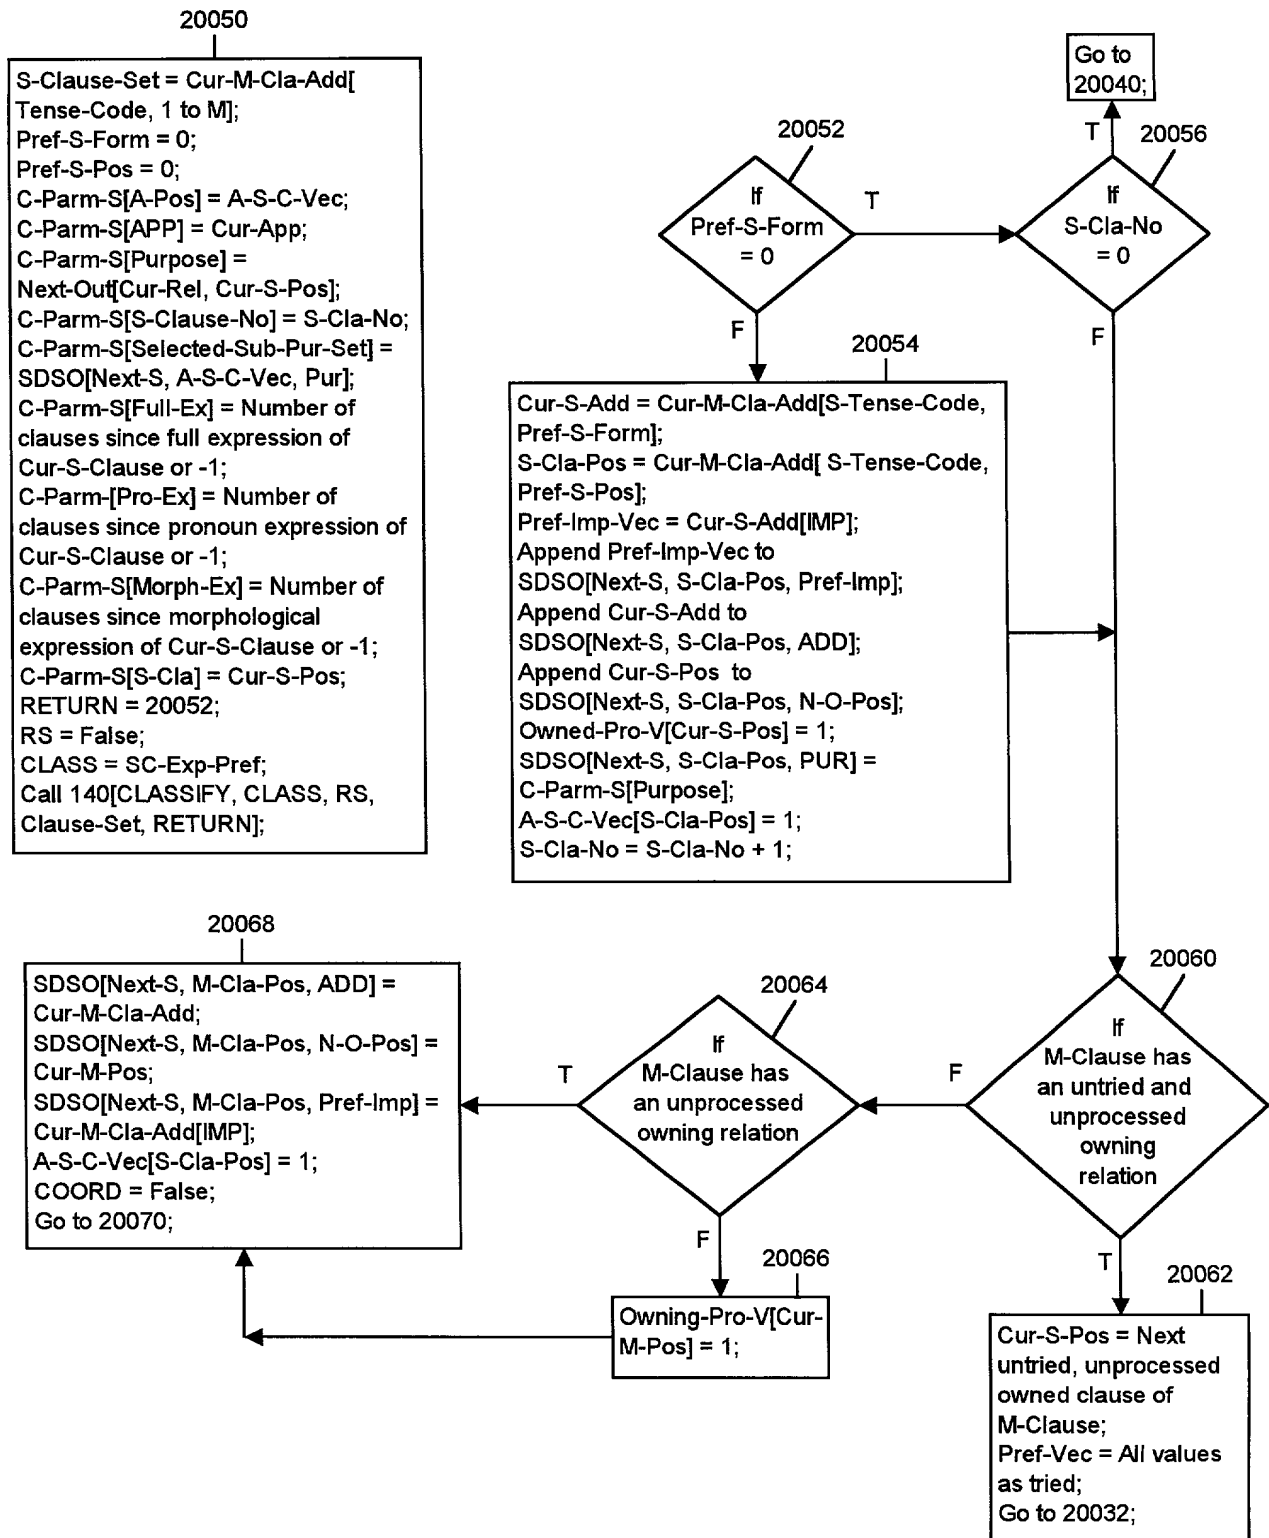 20050
S-Clause-Set = Cur-M-Cla-Add[
Tense-Code, 1 to M];
Pref-S-Form = 0;
Pref-S-Pos = 0;
C-Parm-S[A-Pos] = A-S-C-Vec;
C-Parm-S[APP] = Cur-App;
C-Parm-S[Purpose] =
Next-Out[Cur-Rel, Cur-S-Pos];
C-Parm-S[S-Clause-No] = S-Cla-No;
C-Parm-S[Selected-Sub-Pur-Set] =
SDSO[Next-S, A-S-C-Vec, Pur];
C-Parm-S[Full-Ex] = Number of
clauses since full expression of
Cur-S-Clause or -1;
C-Parm-[Pro-Ex] = Number of
clauses since pronoun expression of
Cur-S-Clause or -1;
C-Parm-S[Morph-Ex] = Number of
clauses since morphological
expression of Cur-S-Clause or -1;
C-Parm-S[S-Cla] = Cur-S-Pos;
RETURN = 20052;
RS = False;
CLASS = SC-Exp-Pref;
Call 140[CLASSIFY, CLASS, RS,
Clause-Set, RETURN];
20052
If
Pref-S-Form
= 0
T
F
Go to
20040;
T
20056
If
S-Cla-No
= 0
F
20054
Cur-S-Add = Cur-M-Cla-Add[S-Tense-Code,
Pref-S-Form];
S-Cla-Pos = Cur-M-Cla-Add[ S-Tense-Code,
Pref-S-Pos];
Pref-Imp-Vec = Cur-S-Add[IMP];
Append Pref-Imp-Vec to
SDSO[Next-S, S-Cla-Pos, Pref-Imp];
Append Cur-S-Add to
SDSO[Next-S, S-Cla-Pos, ADD];
Append Cur-S-Pos to
SDSO[Next-S, S-Cla-Pos, N-O-Pos];
Owned-Pro-V[Cur-S-Pos] = 1;
SDSO[Next-S, S-Cla-Pos, PUR] =
C-Parm-S[Purpose];
A-S-C-Vec[S-Cla-Pos] = 1;
S-Cla-No = S-Cla-No + 1;
20060
If
M-Clause has
an untried and
unprocessed
owning
relation
F
T
20062
Cur-S-Pos = Next
untried, unprocessed
owned clause of
M-Clause;
Pref-Vec = All values
as tried;
Go to 20032;
20064
If
M-Clause has
an unprocessed
owning relation
T
F
20066
Owning-Pro-V[Cur-
M-Pos] = 1;
20068
SDSO[Next-S, M-Cla-Pos, ADD] =
Cur-M-Cla-Add;
SDSO[Next-S, M-Cla-Pos, N-O-Pos] =
Cur-M-Pos;
SDSO[Next-S, M-Cla-Pos, Pref-Imp] =
Cur-M-Cla-Add[IMP];
A-S-C-Vec[S-Cla-Pos] = 1;
COORD = False;
Go to 20070;